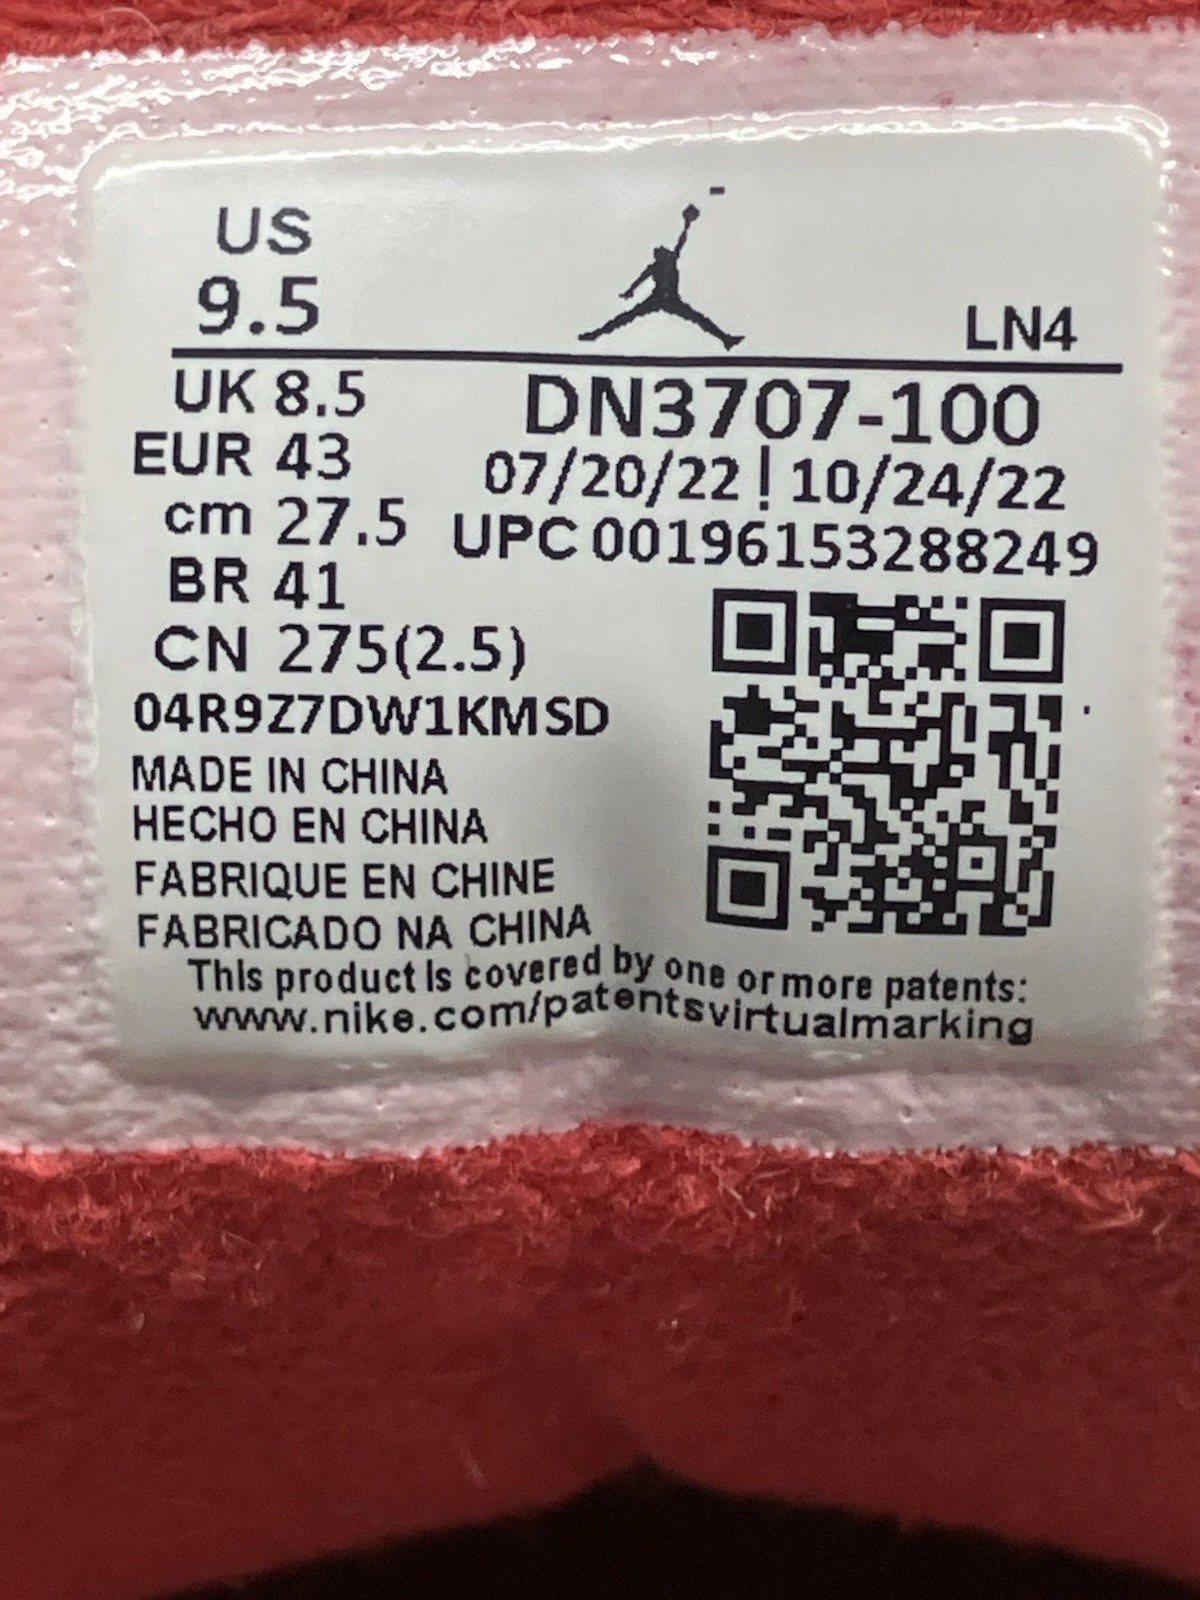 US
9.5
LN4
UK 8.5
DN3707-100
EUR 43
07/20/22 ! 10/24/22
cm 27.5
UPC 00196153288249
BR 41
CN 275(2.5)
04R9Z7DW1KMSD
MADE IN CHINA
HECHO EN CHINA
FABRIQUE EN CHINE
FABRICADO NA CHINA
This product is covered by one or more patents:
www.nike.com/patentsvirtualmarking